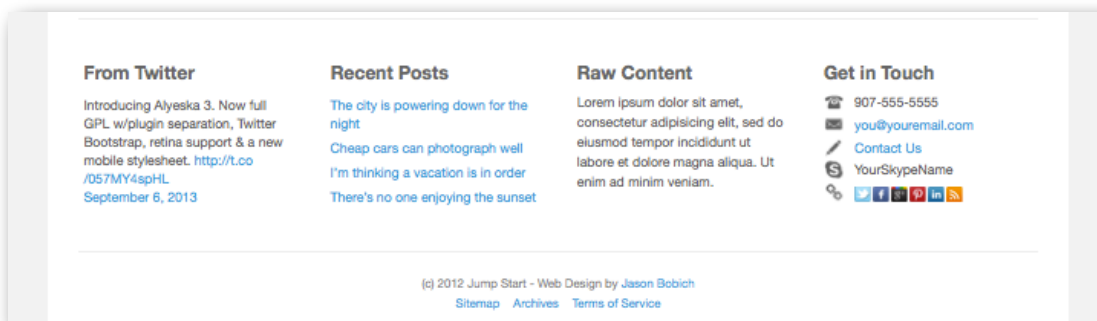 From Twitter
Introducing Alyeska 3. Now full
GPL w/plugin separation, Twitter
Bootstrap, retina support & a new
mobile stylesheet. http://t.co
/057MY4spHL
September 6, 2013
Recent Posts
The city is powering down for the
night
Cheap cars can photograph well
I'm thinking a vacation is in order
There's no one enjoying the sunset
Raw Content
Lorem ipsum dolor sit amet,
consectetur adipisicing elit, sed do
eiusmod tempor incididunt ut
labore et dolore magna aliqua. Ut
enim ad minim veniam.
Get in Touch
907-555-5555
you@youremail.com
Contact Us
YourSkypeName
(c) 2012 Jump Start - Web Design by Jason Bobich
Sitemap Archives Terms of Service